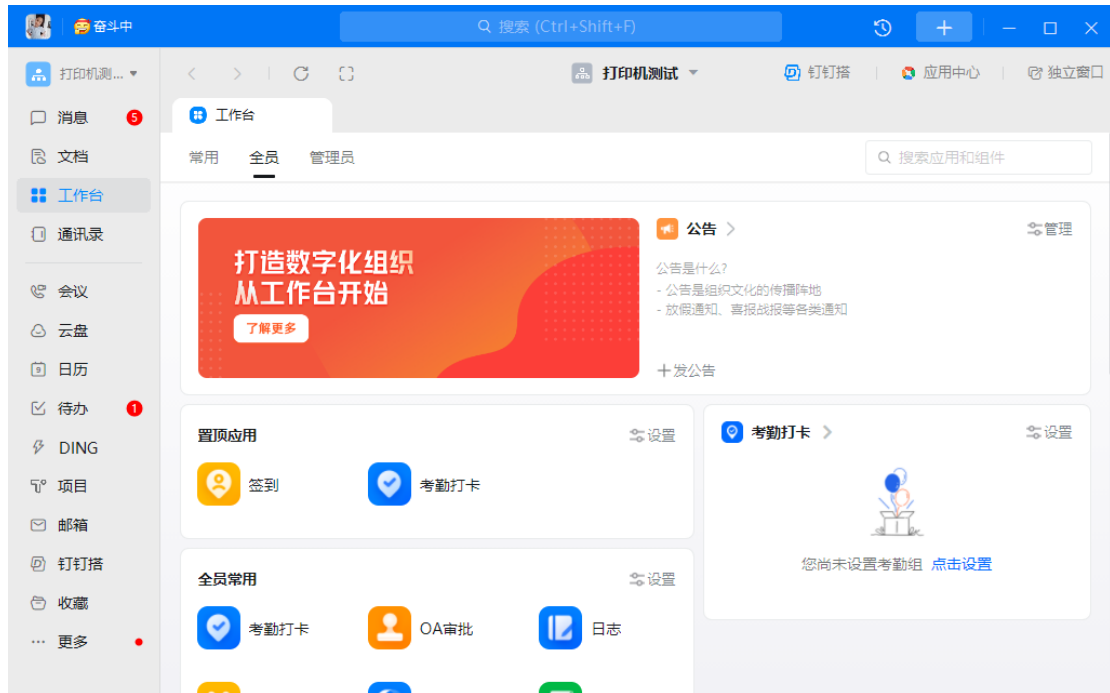 奋斗中
搜索 (Ctrl+Shift+F)
打印机测...
打印机测试
钉钉搭
应用中心
独立窗口
消息
5
文档
工作台
通讯录
会议
云盘
9
日历
待办
1
DING
项目
邮箱
钉钉搭
收藏
更多
工作台
常用
全员
管理员
搜索应用和组件
打造数字化组织
从工作台开始
了解更多
公告
管理
公告是什么?
- 公告是组织文化的传播阵地
- 放假通知、喜报战报等各类通知
发公告
置顶应用
设置
签到
考勤打卡
考勤打卡
设置
您尚未设置考勤组 点击设置
全员常用
设置
考勤打卡
OA审批
日志